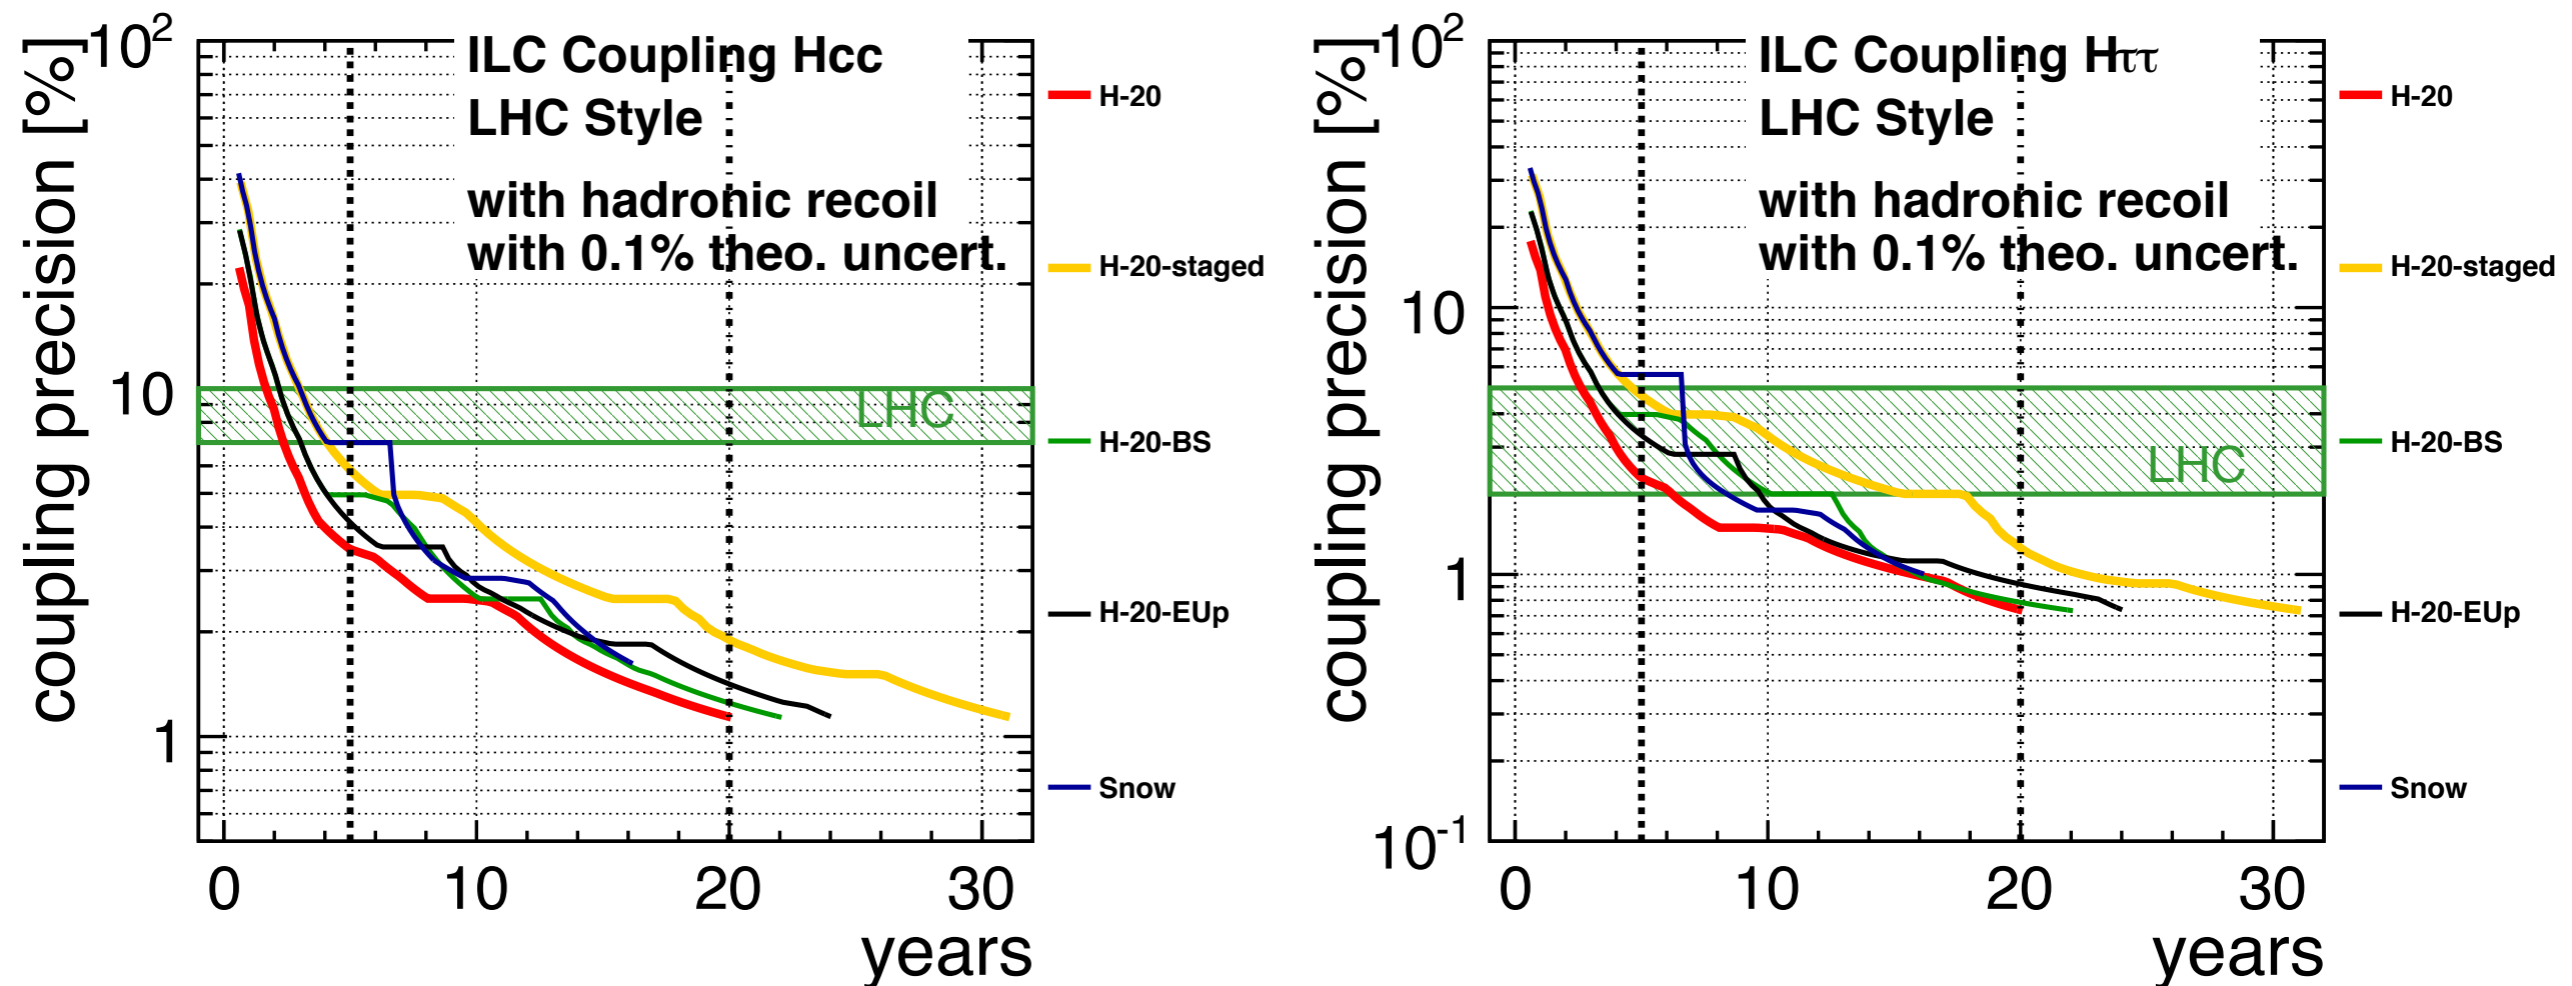 coupling precision [%]
10²
10
1
ILC Coupling Hcc
LHC Style
with hadronic recoil
with 0.1% theo. uncert.
LHC
0 10 20 30
years
H-20
H-20-staged
H-20-BS
H-20-EUp
Snow
coupling precision [%]
10²
10
1
10⁻¹
ILC Coupling Hττ
LHC Style
with hadronic recoil
with 0.1% theo. uncert.
LHC
0 10 20 30
years
H-20
H-20-staged
H-20-BS
H-20-EUp
Snow